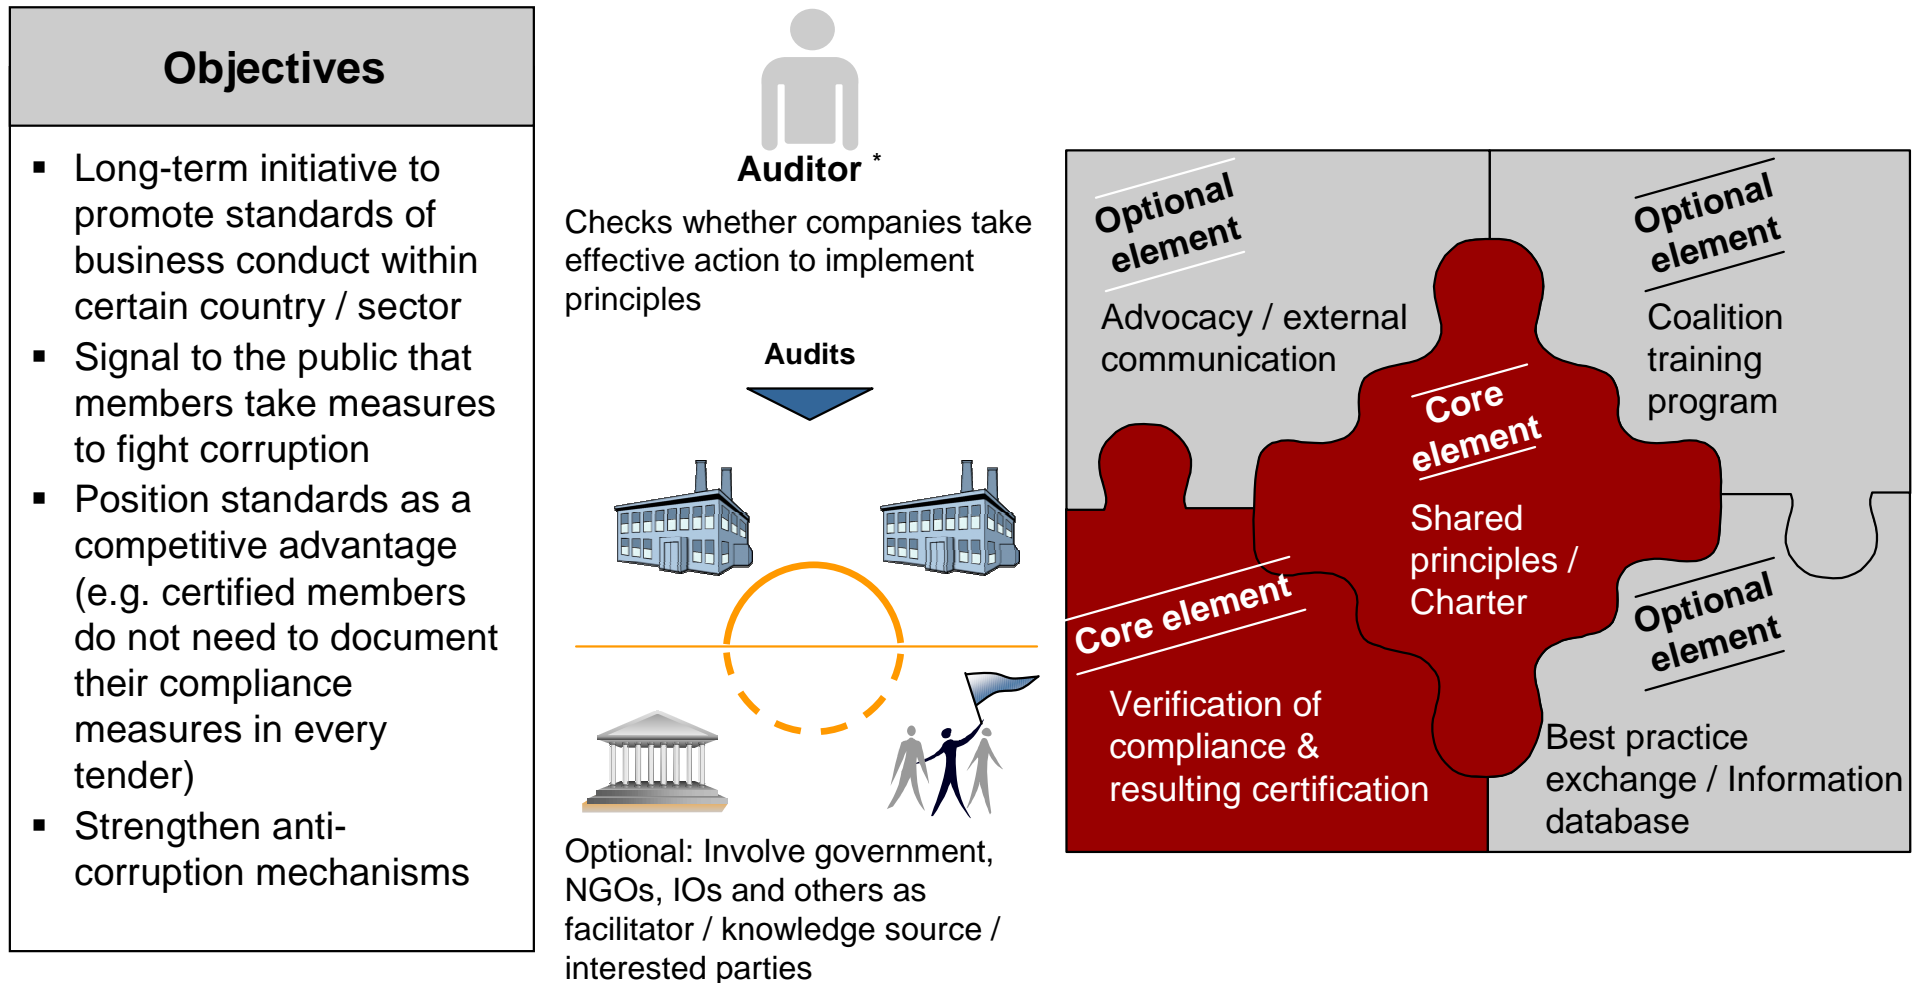 Objectives
▪ Long-term initiative to
promote standards of
business conduct within
certain country / sector
▪ Signal to the public that
members take measures
to fight corruption
▪ Position standards as a
competitive advantage
(e.g. certified members
do not need to document
their compliance
measures in every
tender)
▪ Strengthen anti-
corruption mechanisms
Auditor *
Checks whether companies take
effective action to implement
principles
Audits
Optional: Involve government,
NGOs, IOs and others as
facilitator / knowledge source /
interested parties
Optional
element
Advocacy / external
communication
Optional
element
Coalition
training
program
Core
element
Shared
principles /
Charter
Core element
Verification of
compliance &
resulting certification
Optional
element
Best practice
exchange / Information
database